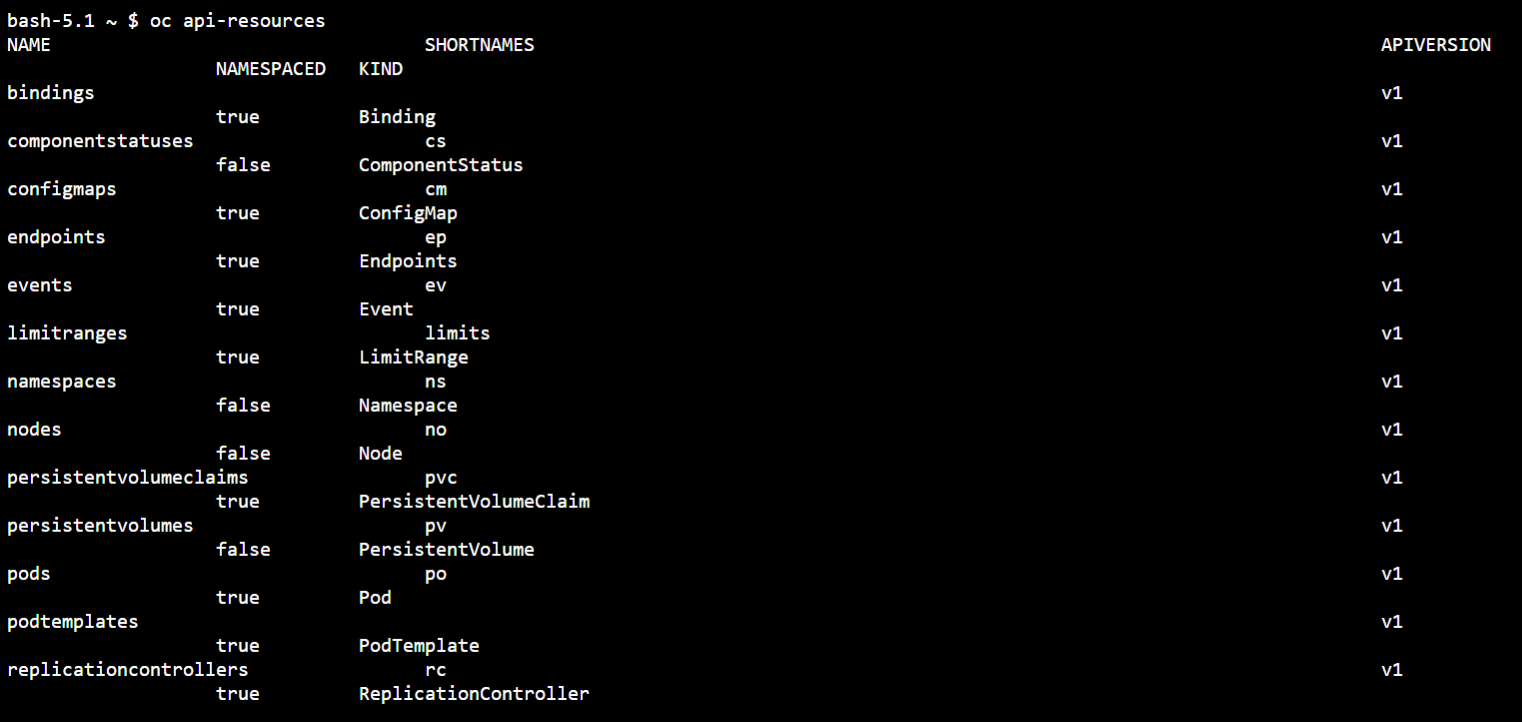 bash-5.1 ~ $ oc api-resources
NAME SHORTNAMES APIVERSION
NAMESPACED KIND
bindings v1
true Binding
componentstatuses cs v1
false ComponentStatus
configmaps cm v1
true ConfigMap
endpoints ep v1
true Endpoints
events ev v1
true Event
limitranges limits v1
true LimitRange
namespaces ns v1
false Namespace
nodes no v1
false Node
persistentvolumeclaims pvc v1
true PersistentVolumeClaim
persistentvolumes pv v1
false PersistentVolume
pods po v1
true Pod
podtemplates v1
true PodTemplate
replicationcontrollers rc v1
true ReplicationController